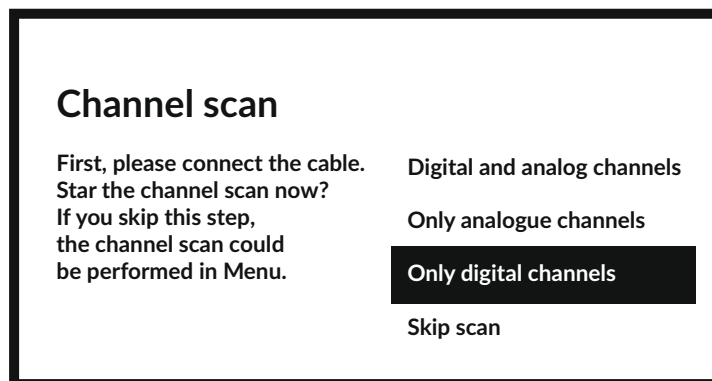 Channel scan
First, please connect the cable.
Star the channel scan now?
If you skip this step,
the channel scan could
be performed in Menu.
Digital and analog channels
Only analogue channels
Only digital channels
Skip scan